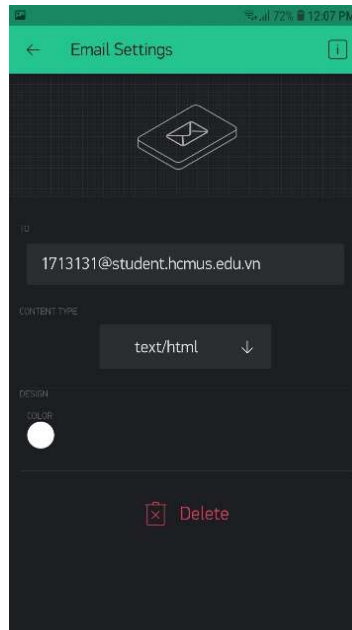 72% 12:07 PM
Email Settings
i
TO
1713131@student.hcmus.edu.vn
CONTENT TYPE
text/html
DESIGN
COLOR
Delete